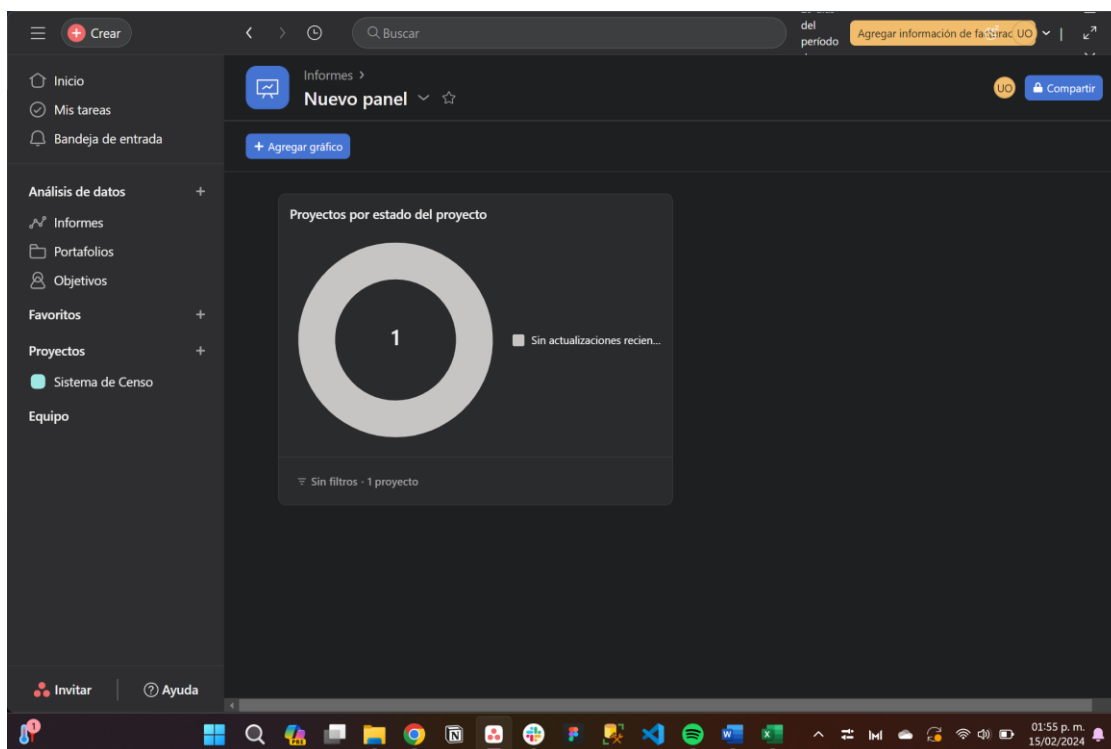 Crear
Buscar
del
período
Agregar información de fa
UO
Inicio
Mis tareas
Bandeja de entrada
Análisis de datos
Informes
Portafolios
Objetivos
Favoritos
Proyectos
Sistema de Censo
Equipo
Invitar
Ayuda
Informes
Nuevo panel
UO
Compartir
Agregar gráfico
Proyectos por estado del proyecto
1
Sin actualizaciones recien...
Sin filtros · 1 proyecto
1
01:55 p. m.
15/02/2024